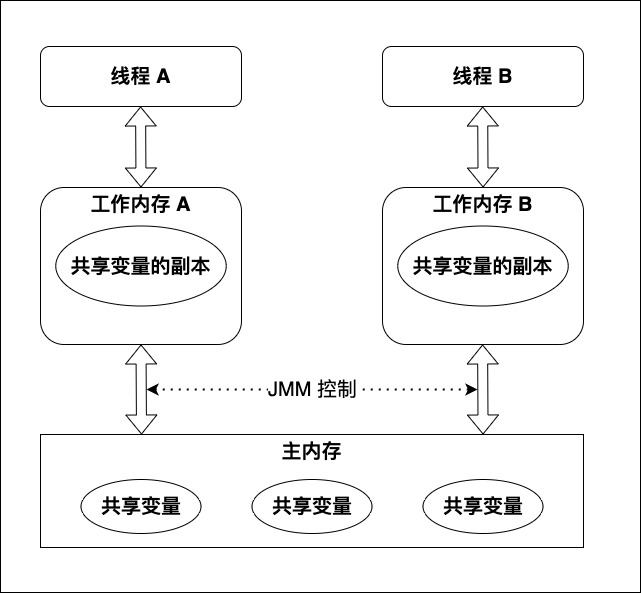 线程 A
线程 B
工作内存 A
工作内存 B
共享变量的副本
共享变量的副本
JMM 控制
主内存
共享变量
共享变量
共享变量